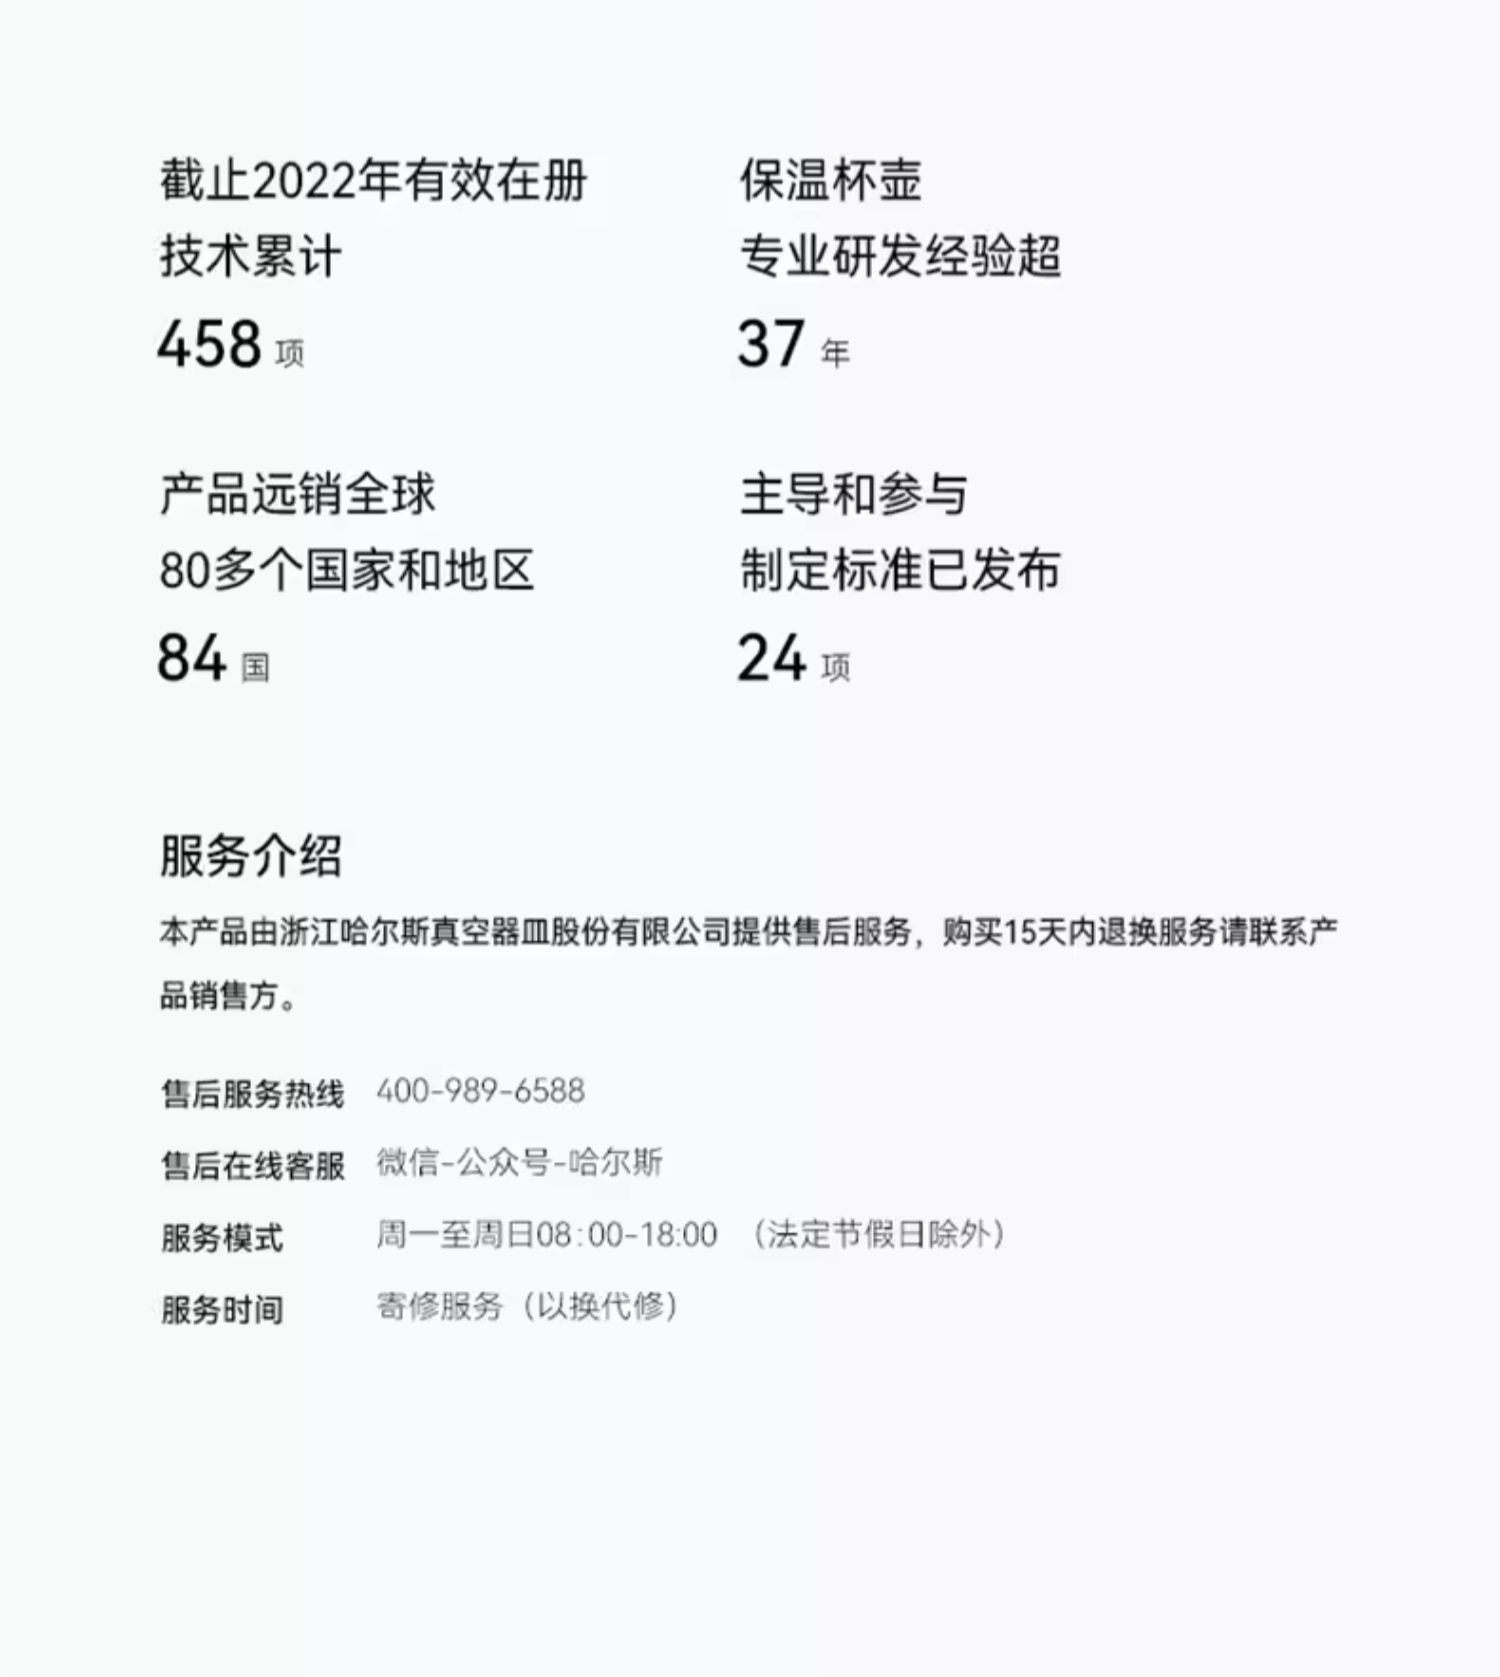 截止2022年有效在册
技术累计
458 项
保温杯壶
专业研发经验超
37 年
产品远销全球
80多个国家和地区
84 国
主导和参与
制定标准已发布
24 项
服务介绍
本产品由浙江哈尔斯真空器皿股份有限公司提供售后服务，购买15天内退换服务请联系产
品销售方。
售后服务热线 400-989-6588
售后在线客服 微信-公众号-哈尔斯
服务模式 周一至周日08:00-18:00 （法定节假日除外）
服务时间 寄修服务（以换代修）